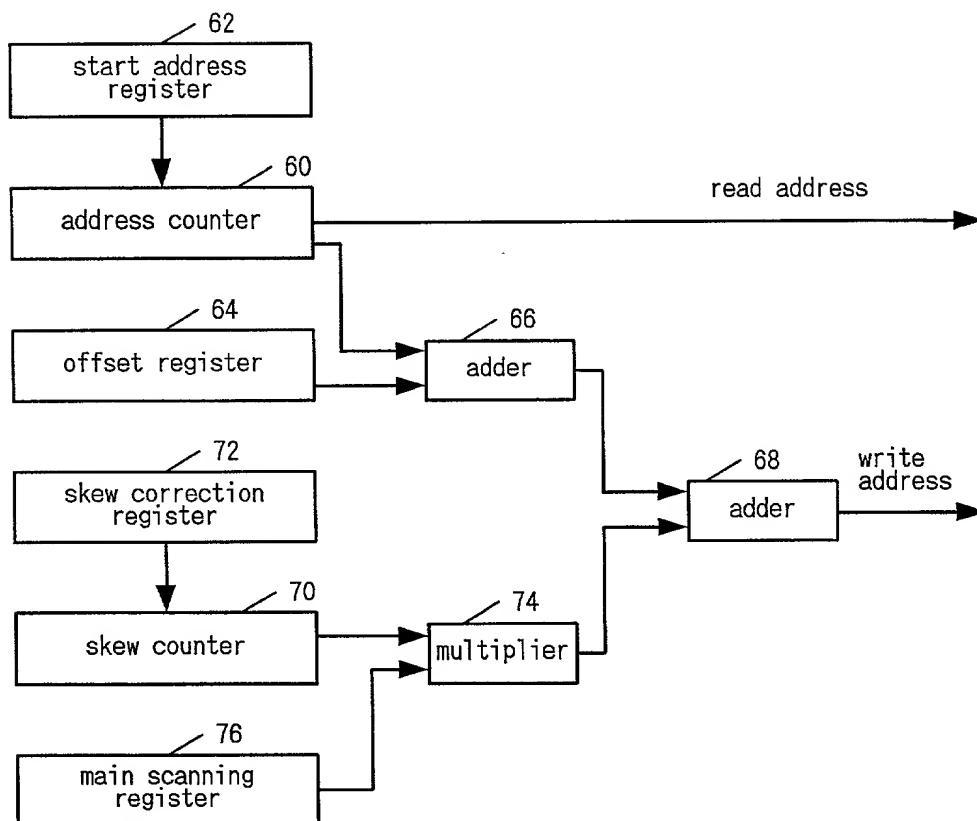 62
start address
register
60
read address
address counter
64
66
offset register
adder
72
68
write
address
skew correction
register
adder
70
74
skew counter
multiplier
76
main scanning
register